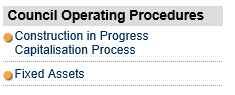 Council Operating Procedures
Construction in Progress
Capitalisation Process
Fixed Assets